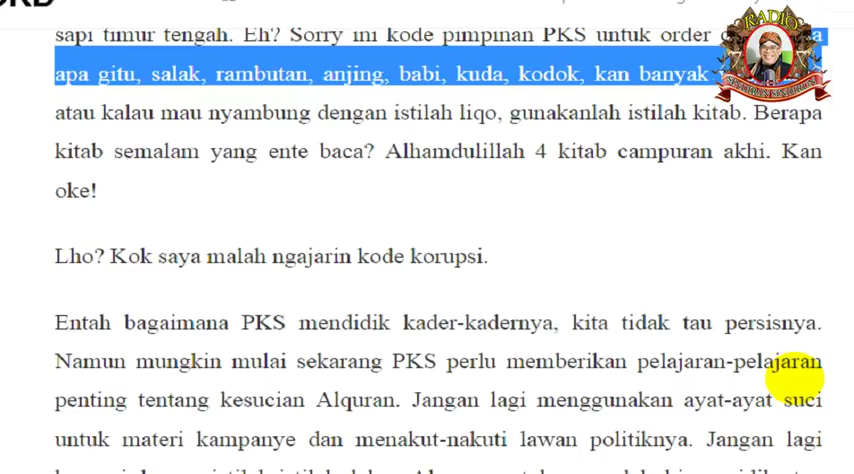 sapi timur tengah. Eh? Sorry ini kode pimpinan PKS untuk order
apa gitu, salak, rambutan, anjing, babi, kuda, kodok, kan banyak
atau kalau mau nyambung dengan istilah liqo, gunakanlah istilah kitab. Berapa
kitab semalam yang ente baca? Alhamdulillah 4 kitab campuran akhi. Kan
oke!
Lho? Kok saya malah ngajarin kode korupsi.
Entah bagaimana PKS mendidik kader-kadernya, kita tidak tau persisnya.
Namun mungkin mulai sekarang PKS perlu memberikan pelajaran-pelajaran
penting tentang kesucian Alquran. Jangan lagi menggunakan ayat-ayat suci
untuk materi kampanye dan menakut-nakuti lawan politiknya. Jangan lagi
RADIO